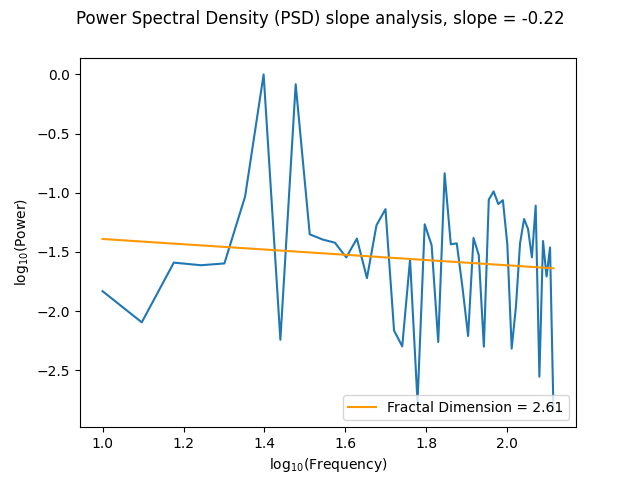 Power Spectral Density (PSD) slope analysis, slope = -0.22
0.0
−0.5
−1.0
−1.5
−2.0
−2.5
log₁₀(Power)
Fractal Dimension = 2.61
1.0 1.2 1.4 1.6 1.8 2.0
log₁₀(Frequency)